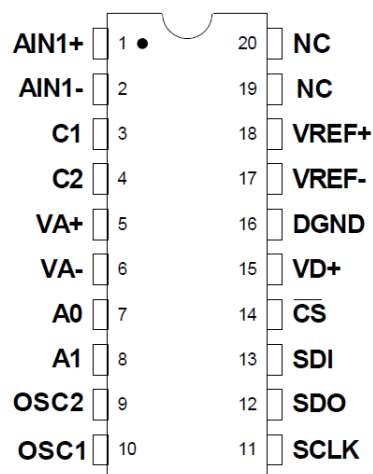 AIN1+ 1 20 NC
AIN1- 2 19 NC
C1 3 18 VREF+
C2 4 17 VREF-
VA+ 5 16 DGND
VA- 6 15 VD+
A0 7 14 C̅S̅
A1 8 13 SDI
OSC2 9 12 SDO
OSC1 10 11 SCLK